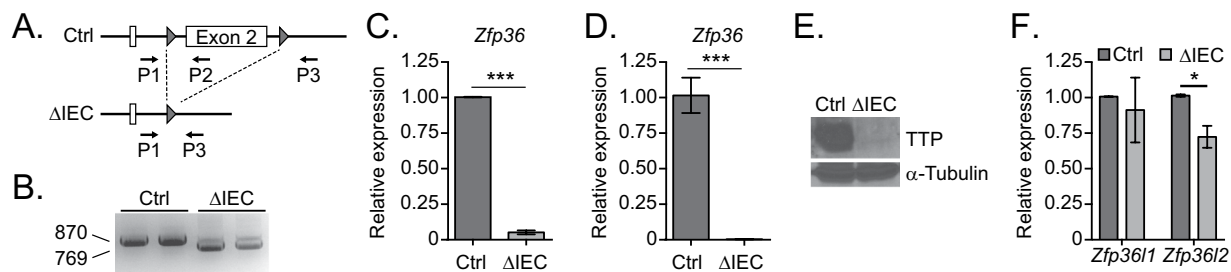 A.
Ctrl
Exon 2
P1 P2 P3
ΔIEC
P1 P3
B.
Ctrl ΔIEC
870
769
C.
Zfp36
***
Relative expression
1.00
0.75
0.50
0.25
0
Ctrl ΔIEC
D.
Zfp36
***
Relative expression
1.25
1.00
0.75
0.50
0.25
0
Ctrl ΔIEC
E.
Ctrl ΔIEC
TTP
α-Tubulin
F.
Ctrl ΔIEC
*
Relative expression
1.25
1.00
0.75
0.50
0.25
0
Zfp36l1 Zfp36l2